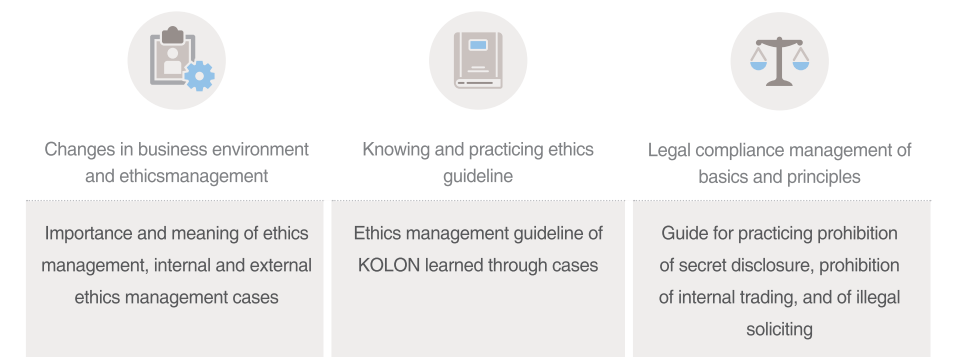 Changes in business environment
and ethicsmanagement
Importance and meaning of ethics
management, internal and external
ethics management cases
Knowing and practicing ethics
guideline
Ethics management guideline of
KOLON learned through cases
Legal compliance management of
basics and principles
Guide for practicing prohibition
of secret disclosure, prohibition
of internal trading, and of illegal
soliciting